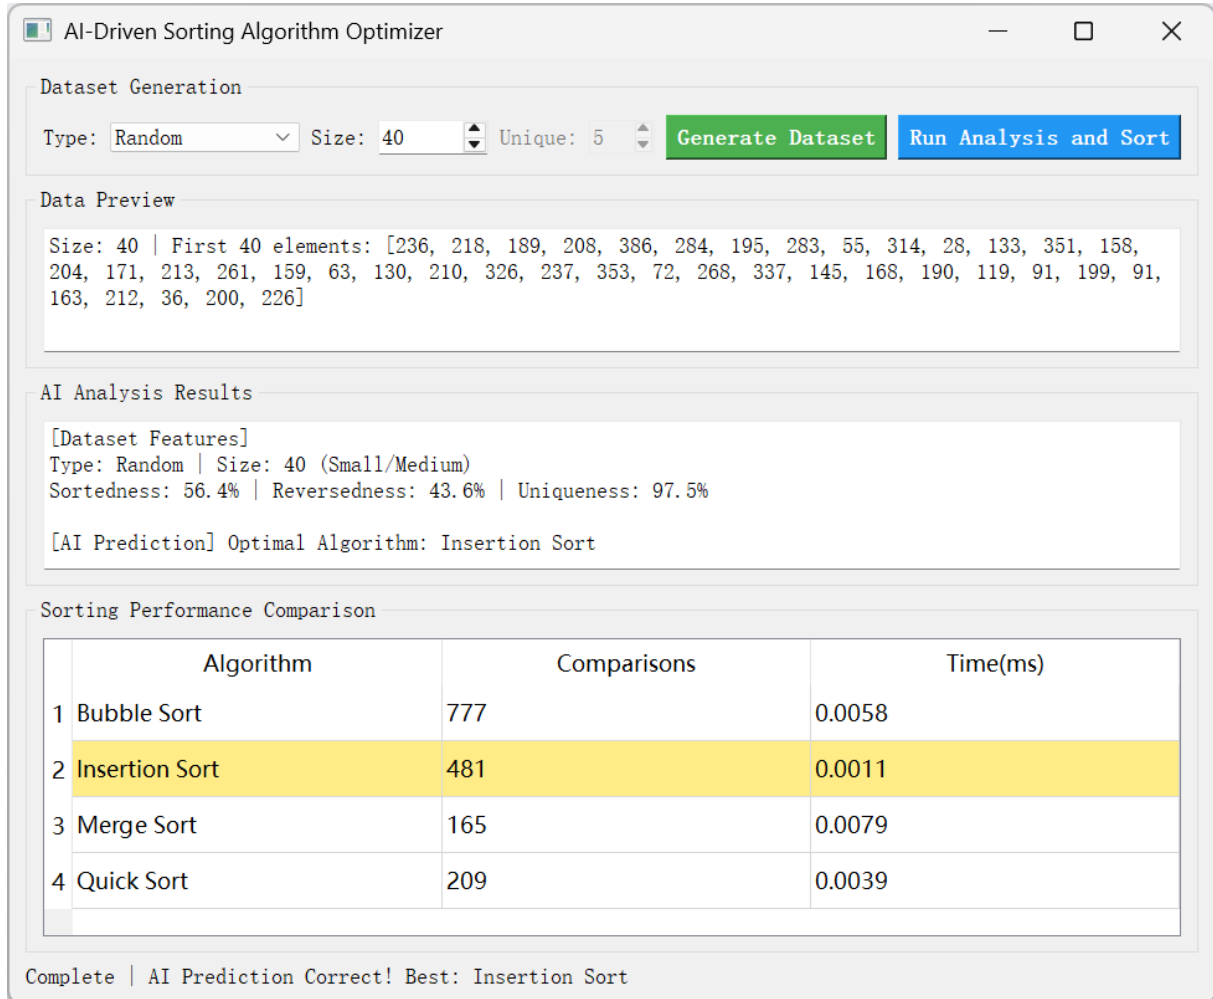 AI-Driven Sorting Algorithm Optimizer
Dataset Generation
Type: Random Size: 40 Unique: 5 Generate Dataset Run Analysis and Sort
Data Preview
Size: 40 | First 40 elements: [236, 218, 189, 208, 386, 284, 195, 283, 55, 314, 28, 133, 351, 158,
204, 171, 213, 261, 159, 63, 130, 210, 326, 237, 353, 72, 268, 337, 145, 168, 190, 119, 91, 199, 91,
163, 212, 36, 200, 226]
AI Analysis Results
[Dataset Features]
Type: Random | Size: 40 (Small/Medium)
Sortedness: 56.4% | Reversedness: 43.6% | Uniqueness: 97.5%
[AI Prediction] Optimal Algorithm: Insertion Sort
Sorting Performance Comparison
Algorithm Comparisons Time(ms)
1 Bubble Sort 777 0.0058
2 Insertion Sort 481 0.0011
3 Merge Sort 165 0.0079
4 Quick Sort 209 0.0039
Complete | AI Prediction Correct! Best: Insertion Sort